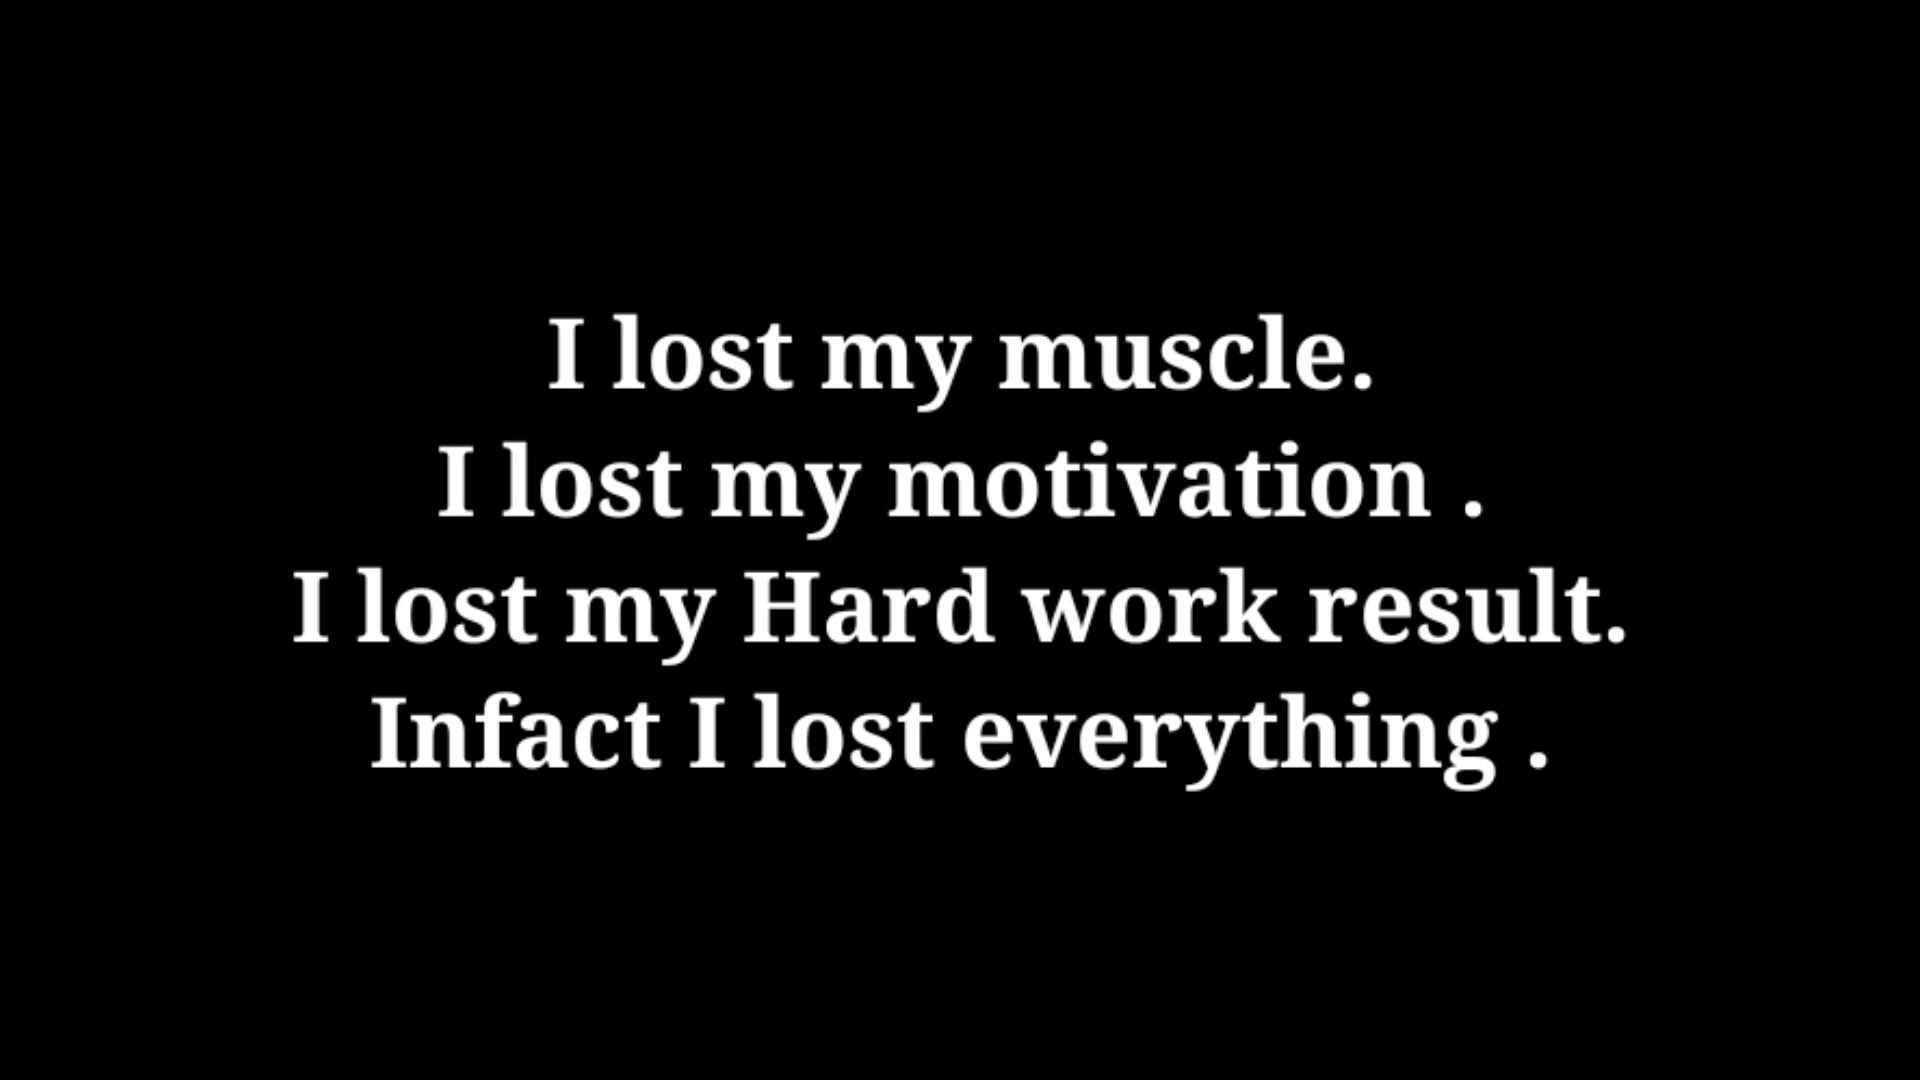 I lost my muscle.
I lost my motivation .
I lost my Hard work result.
Infact I lost everything .